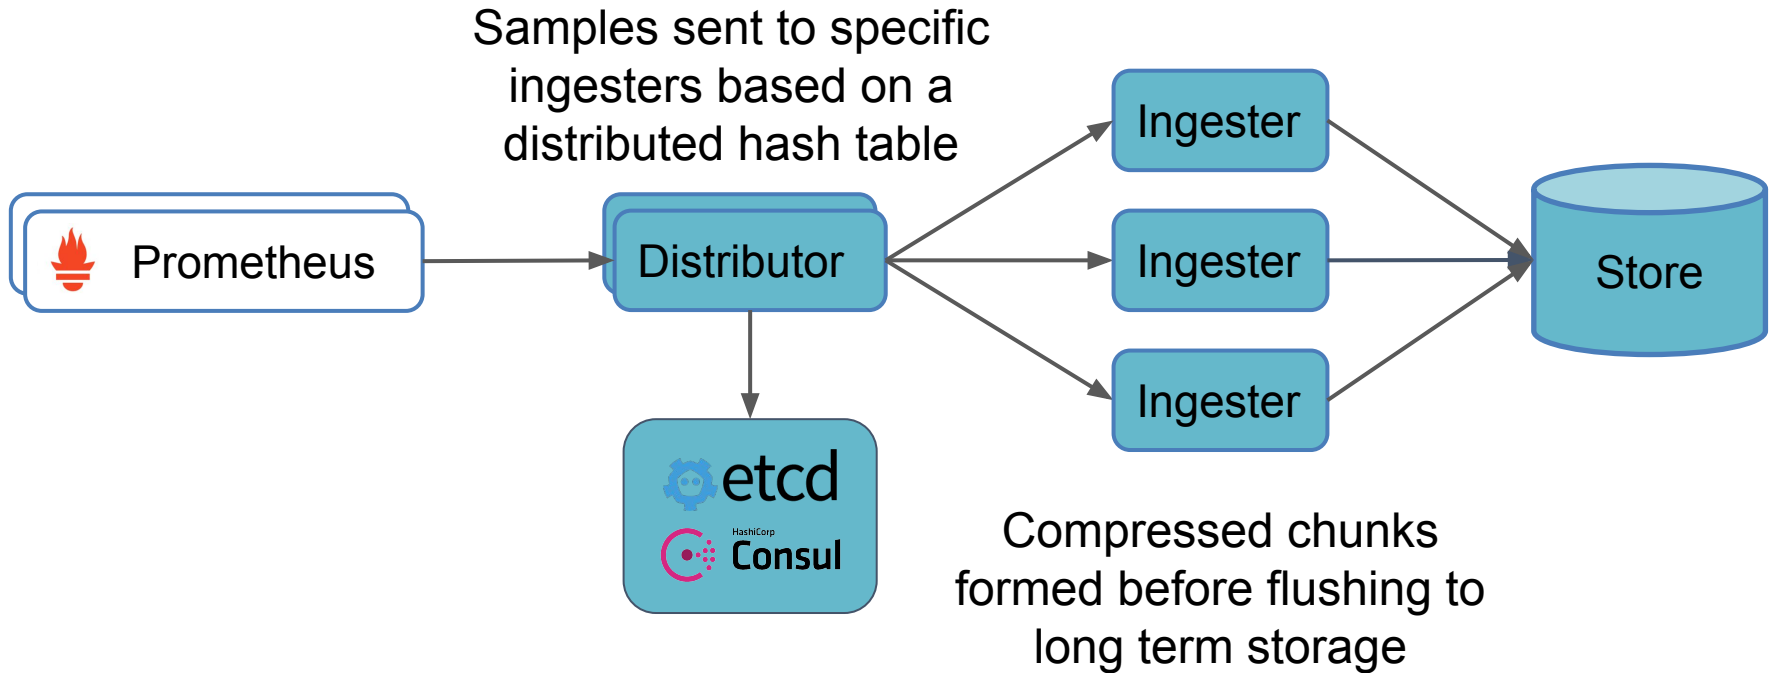 Samples sent to specific
ingesters based on a
distributed hash table
Prometheus
Distributor
Ingester
Ingester
Ingester
Store
etcd
HashiCorp
Consul
Compressed chunks
formed before flushing to
long term storage